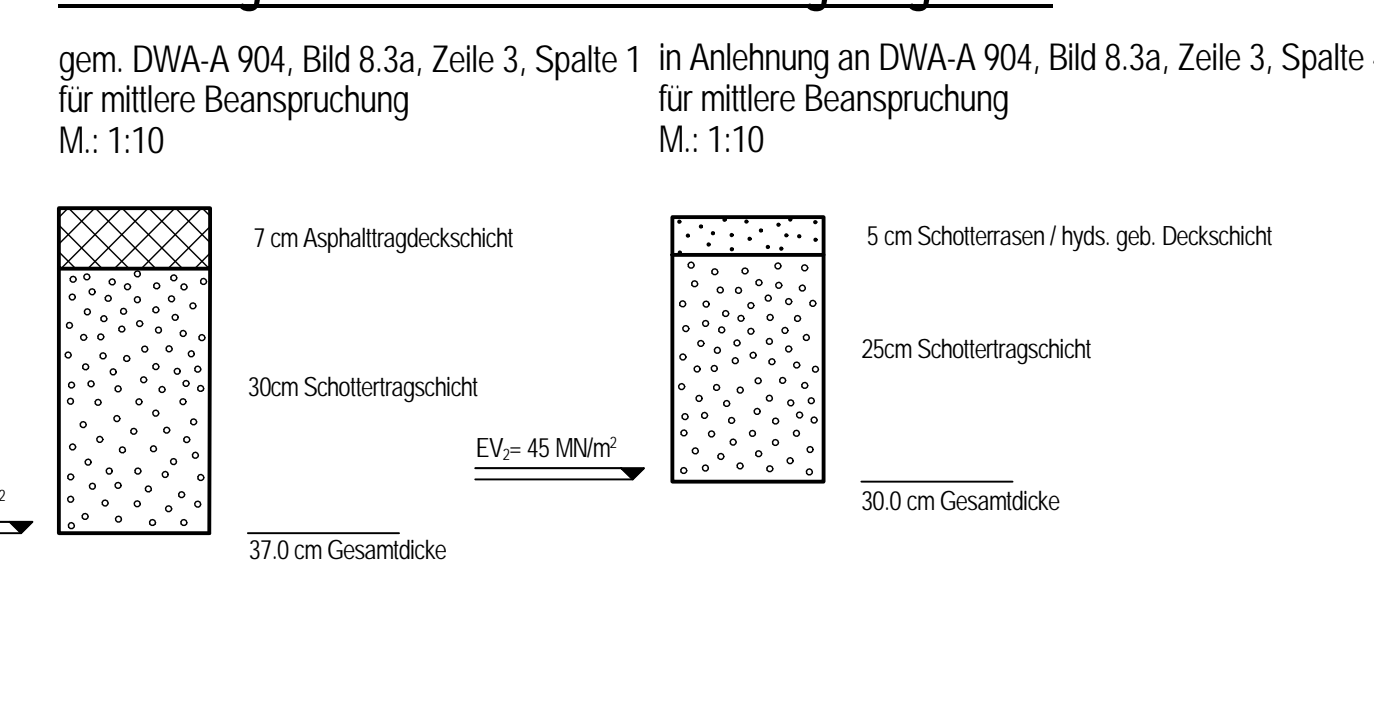 gem. DWA-A 904, Bild 8.3a, Zeile 3, Spalte 1
für mittlere Beanspruchung
M.: 1:10
in Anlehnung an DWA-A 904, Bild 8.3a, Zeile 3, Spalte
für mittlere Beanspruchung
M.: 1:10
7 cm Asphalttragdeckschicht
30cm Schottertragschicht
37.0 cm Gesamtdicke
2
EV₂= 45 MN/m²
5 cm Schotterrasen / hyds. geb. Deckschicht
25cm Schottertragschicht
30.0 cm Gesamtdicke